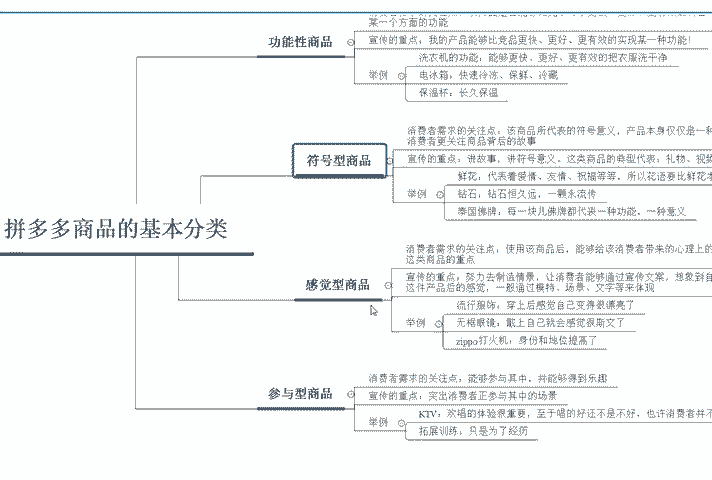 某一个方面的功能
功能性商品
宣传的重点：我的产品能够比竞品更快、更好、更有效的实现某一种功能！
洗衣机的功能：能够更快、更好、更有效的把衣服洗干净
举例
电冰箱：快速冷冻、保鲜、冷藏
保温杯：长久保温
消费者需求的关注点：该商品所代表的符号意义，产品本身仅仅是一种
消费者更关注商品背后的故事
符号型商品
宣传的重点：讲故事，讲符号意义。这类商品的典型代表：礼物、祝
鲜花：代表着爱情、友情、祝福等等，所以花语要比鲜花本
举例
钻石：钻石恒久远，一颗永流传
泰国佛牌：每一块儿佛牌都代表一种功能、一种意义
拼多多商品的基本分类
消费者需求的关注点：使用该商品后，能够给该消费者带来的心理上的
这类商品的重点
感觉型商品
宣传的重点：努力去制造情景，让消费者能够通过宣传文案，想象到自
这件产品后的感觉，一般通过模特、场景、文字等来体现
流行服饰：穿上后感觉自己变得很漂亮了
举例
无框眼镜：戴上自己就会感觉很斯文了
zippo打火机：身份和地位提高了
消费者需求的关注点：能够参与其中，并能够得到乐趣
参与型商品
宣传的重点：突出消费者正参与其中的场景
KTV：欢唱的体验很重要，至于唱的好还是不好，也许消费者并不
举例
拓展训练：只是为了经历